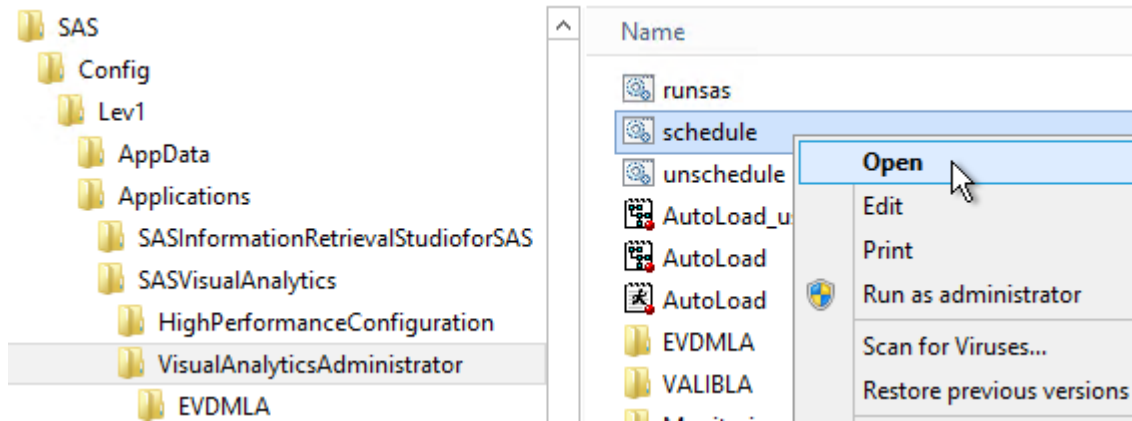 SAS
Config
Lev1
AppData
Applications
SASInformationRetrievalStudioforSAS
SASVisualAnalytics
HighPerformanceConfiguration
VisualAnalyticsAdministrator
EVDMLA
Name
runsas
schedule
unschedule
AutoLoad_u
AutoLoad
AutoLoad
EVDMLA
VALIBLA
Open
Edit
Print
Run as administrator
Scan for Viruses...
Restore previous versions